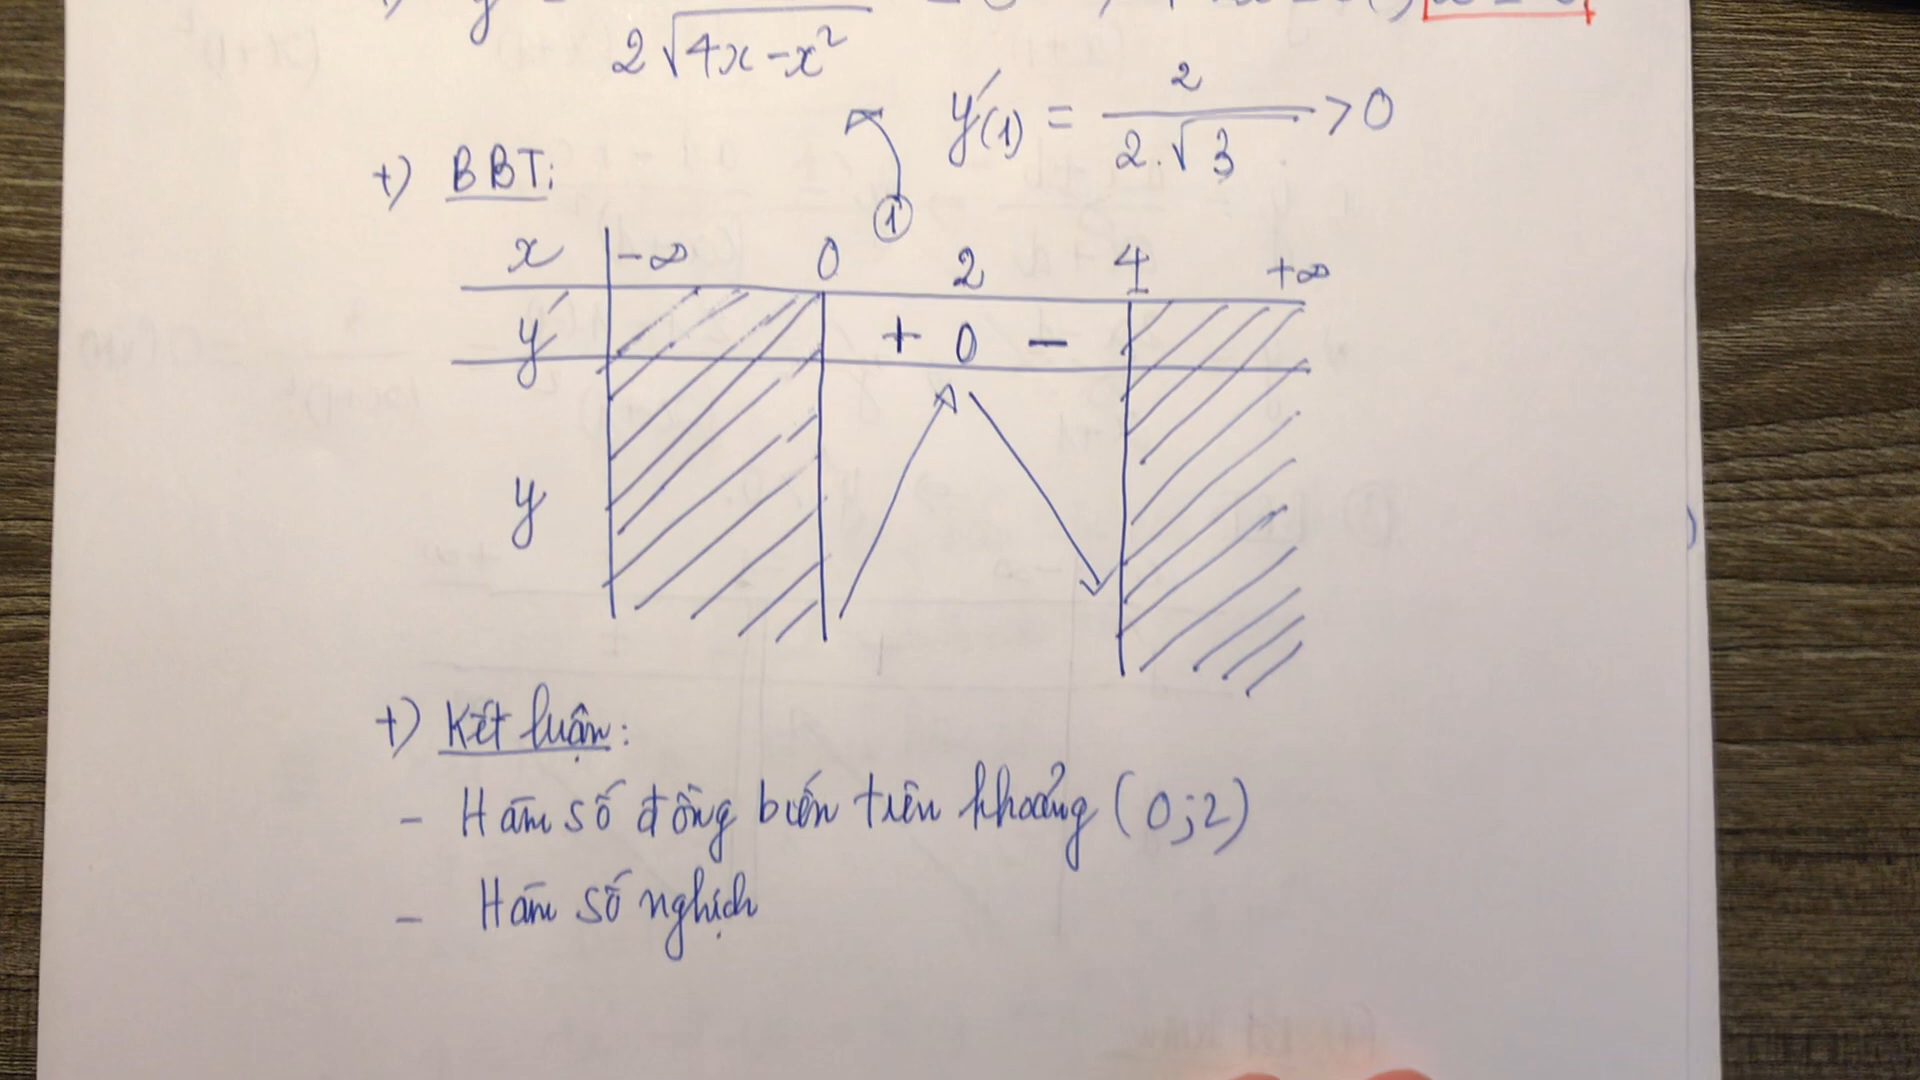 2√4x-x²
y'(1) = 2 / 2.√3 > 0
+) BBT:
①
x -∞ 0 2 4 +∞
y' + 0 -
y
+) Kết luận:
- Hàm số đồng biến trên khoảng (0;2)
- Hàm số nghịch